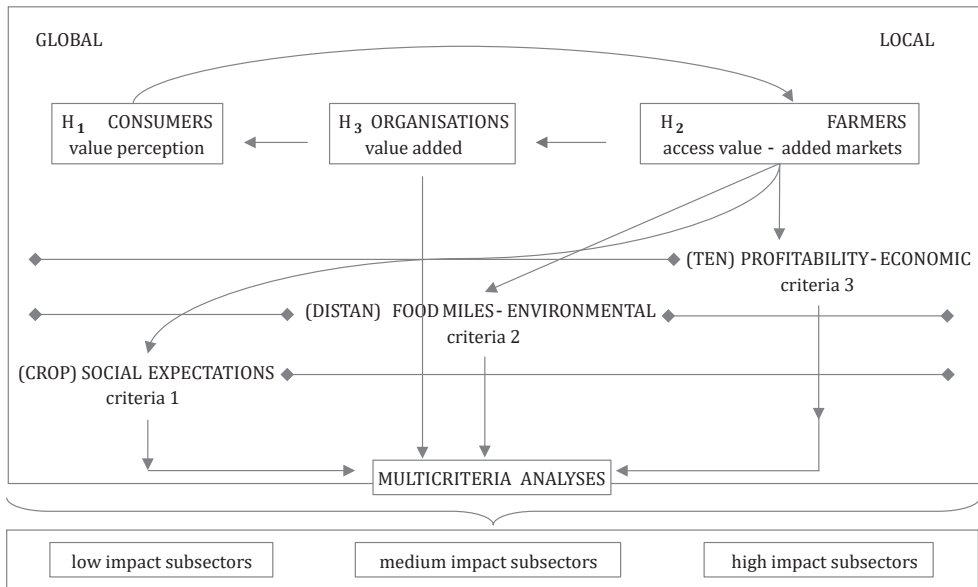 GLOBAL LOCAL
H1 CONSUMERS
value perception
H3 ORGANISATIONS
value added
H2 FARMERS
access value - added markets
(TEN) PROFITABILITY - ECONOMIC
criteria 3
(DISTAN) FOOD MILES - ENVIRONMENTAL
criteria 2
(CROP) SOCIAL EXPECTATIONS
criteria 1
MULTICRITERIA ANALYSES
low impact subsectors
medium impact subsectors
high impact subsectors